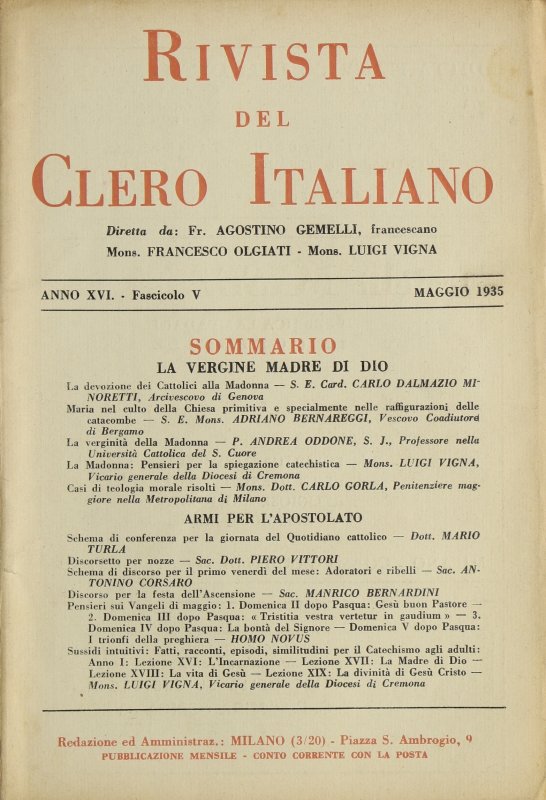 RIVISTA
DEL
CLERO ITALIANO
Diretta da: Fr. AGOSTINO GEMELLI, francescano
Mons. FRANCESCO OLGIATI - Mons. LUIGI VIGNA
ANNO XVI. - Fascicolo V MAGGIO 1935
SOMMARIO
LA VERGINE MADRE DI DIO
La devozione dei Cattolici alla Madonna — S. E. Card. CARLO DALMAZIO MI-
NORETTI, Arcivescovo di Genova
Maria nel culto della Chiesa primitiva e specialmente nelle raffigurazioni delle
catacombe — S. E. Mons. ADRIANO BERNAREGGI, Vescovo Coadiutore
di Bergamo
La verginità della Madonna — P. ANDREA ODDONE, S. I., Professore nella
Università Cattolica del S. Cuore
La Madonna: Pensieri per la spiegazione catechistica — Mons. LUIGI VIGNA,
Vicario generale della Diocesi di Cremona
Casi di teologia morale risolti — Mons. Dott. CARLO GORLA, Penitenziere mag-
giore nella Metropolitana di Milano
ARMI PER L'APOSTOLATO
Schema di conferenza per la giornata del Quotidiano cattolico — Dott. MARIO
TURLA
Discorsetto per nozze — Sac. Dott. PIERO VITTORI
Schema di discorso per il primo venerdì del mese: Adoratori e ribelli — Sac. AN-
TONINO CORSARO
Discorso per la festa dell'Ascensione — Sac. MANRICO BERNARDINI
Pensieri sui Vangeli di maggio: 1. Domenica II dopo Pasqua: Gesù buon Pastore —
2. Domenica III dopo Pasqua: « Tristitia vestra vertetur in gaudium » — 3.
Domenica IV dopo Pasqua: La bontà del Signore — Domenica V dopo Pasqua:
I trionfi della preghiera — HOMO NOVUS
Sussidi intuitivi: Fatti, racconti, episodi, similitudini per il Catechismo agli adulti:
Anno I: Lezione XVI: L'Incarnazione — Lezione XVII: La Madre di Dio —
Lezione XVIII: La vita di Gesù — Lezione XIX: La divinità di Gesù Cristo —
Mons. LUIGI VIGNA, Vicario generale della Diocesi di Cremona
Redazione ed Amministraz.: MILANO (3/20) - Piazza S. Ambrogio, 9
PUBBLICAZIONE MENSILE - CONTO CORRENTE CON LA POSTA